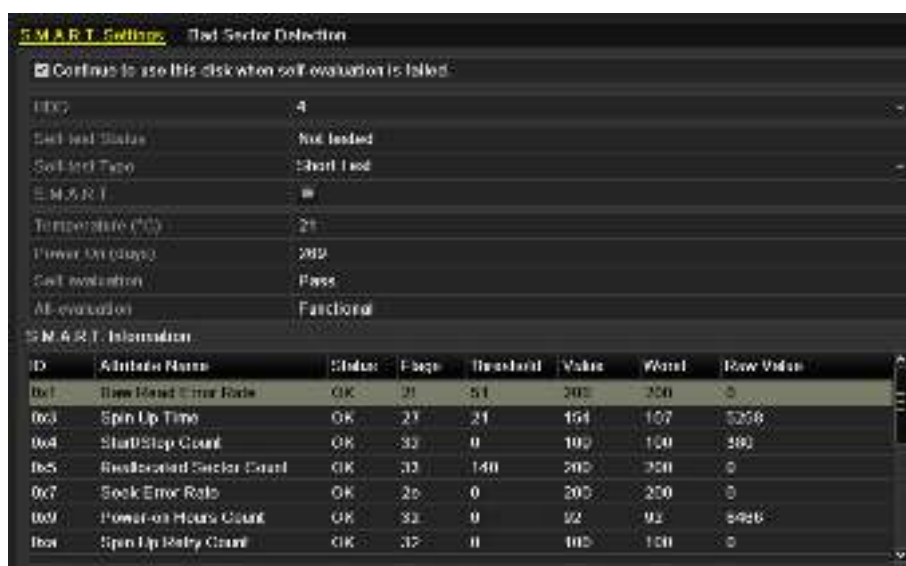 S.M.A.R.T. Settings Bad Sector Detection
Continue to use this disk when self-evaluation is failed.
HDD 4
Self-test Status Not tested
Self-test Type Short Test
S.M.A.R.T.
Temperature (°C) 21
Power On (days) 269
Self-evaluation Pass
All-evaluation Functional
S.M.A.R.T. Information
ID Attribute Name Status Flags Threshold Value Worst Raw Value
0x1 Raw Read Error Rate OK 51 200 200 0
0x3 Spin Up Time OK 27 21 154 107 5258
0x4 Start/Stop Count OK 32 0 100 100 380
0x5 Reallocated Sector Count OK 33 140 200 200 0
0x7 Seek Error Rate OK 2e 0 200 200 0
0x9 Power-on Hours Count OK 32 0 92 92 6466
0xa Spin Up Retry Count OK 32 0 100 100 0